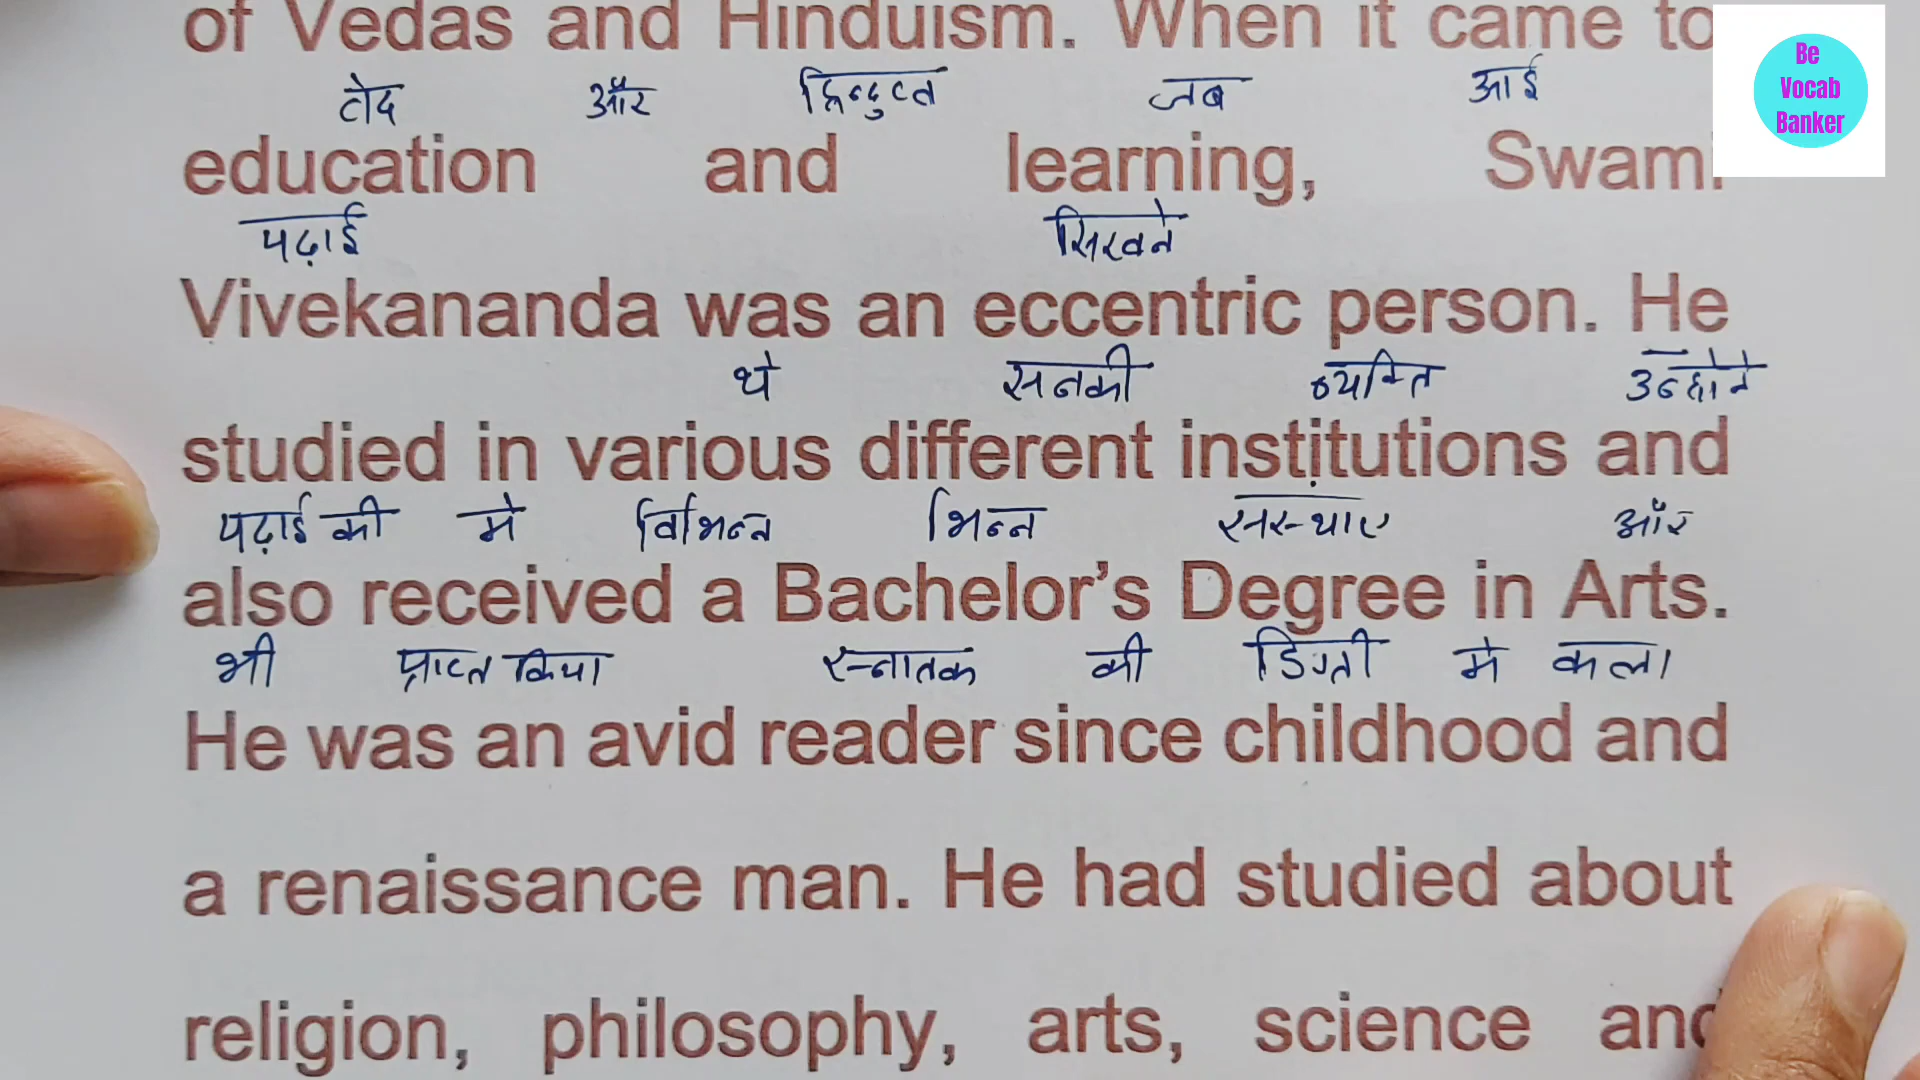 of Vedas and Hinduism. When it came to
वेद और हिन्दुत्व जब आई
education and learning, Swami
पढ़ाई सिखने
Vivekananda was an eccentric person. He
थे सनकी व्यक्ति उन्होने
studied in various different institutions and
पढ़ाई की मे विभिन्न भिन्न सस्थाए और
also received a Bachelor's Degree in Arts.
भी प्राप्त किया स्नातक की डिग्री मे कला
He was an avid reader since childhood and
a renaissance man. He had studied about
religion, philosophy, arts, science and
Be
Vocab
Banker